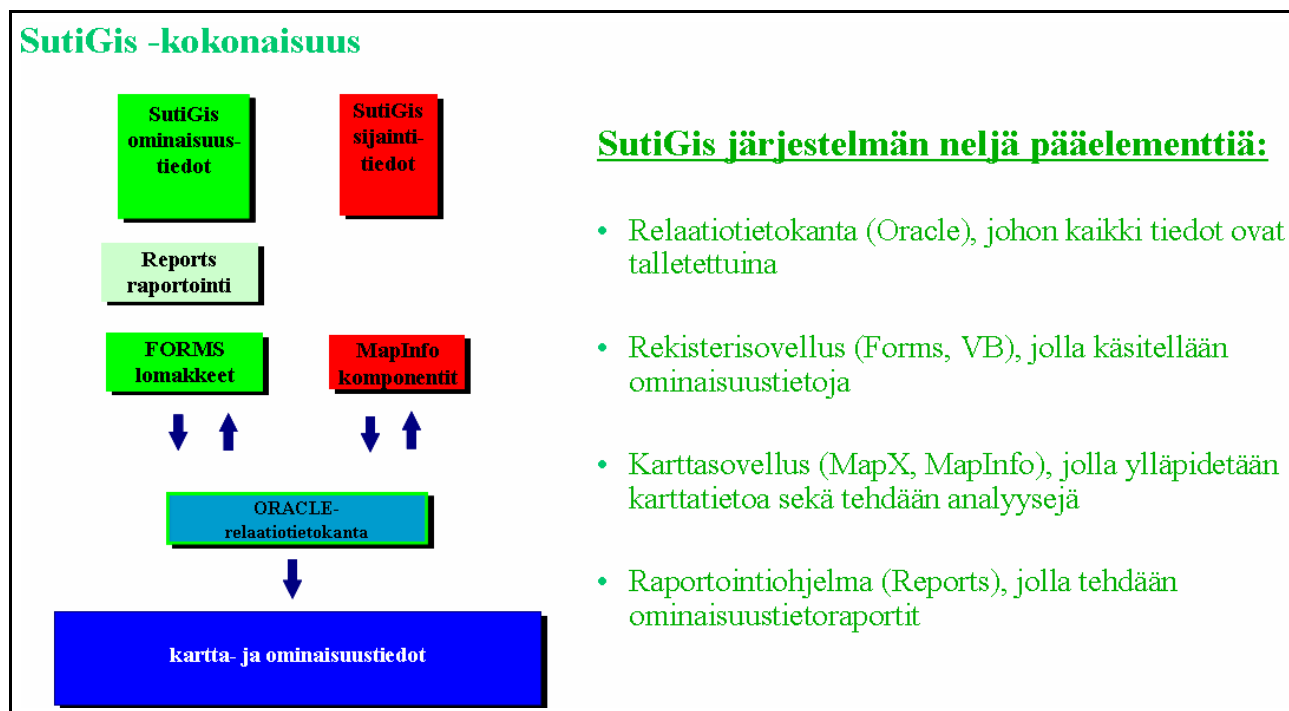 SutiGis -kokonaisuus
SutiGis
ominaisuus-
tiedot
SutiGis
sijainti-
tiedot
Reports
raportointi
FORMS
lomakkeet
MapInfo
komponentit
ORACLE-
relaatiotietokanta
kartta- ja ominaisuustiedot
SutiGis järjestelmän neljä pääelementtiä:
• Relaatiotietokanta (Oracle), johon kaikki tiedot ovat
talletettuina
• Rekisterisovellus (Forms, VB), jolla käsitellään
ominaisuustietoja
• Karttasovellus (MapX, MapInfo), jolla ylläpidetään
karttatietoa sekä tehdään analyysejä
• Raportointiohjelma (Reports), jolla tehdään
ominaisuustietoraportit